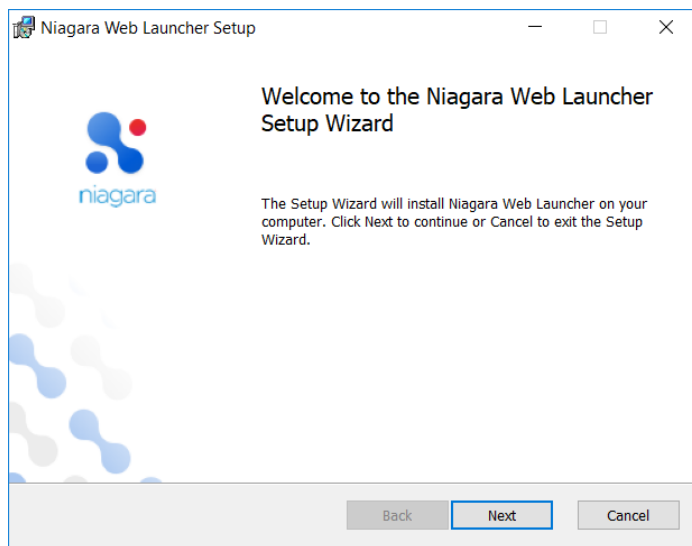 Niagara Web Launcher Setup
Welcome to the Niagara Web Launcher
Setup Wizard
niagara
The Setup Wizard will install Niagara Web Launcher on your
computer. Click Next to continue or Cancel to exit the Setup
Wizard.
Back Next Cancel